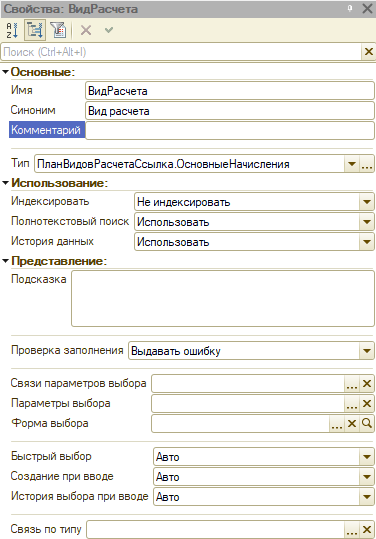 Свойства: ВидРасчета
Поиск (Ctrl+Alt+I)
Основные:
Имя ВидРасчета
Синоним Вид расчета
Комментарий
Тип ПланВидовРасчетаСсылка.ОсновныеНачисления
Использование:
Индексировать Не индексировать
Полнотекстовый поиск Использовать
История данных Использовать
Представление:
Подсказка
Проверка заполнения Выдавать ошибку
Связи параметров выбора
Параметры выбора
Форма выбора
Быстрый выбор Авто
Создание при вводе Авто
История выбора при вводе Авто
Связь по типу